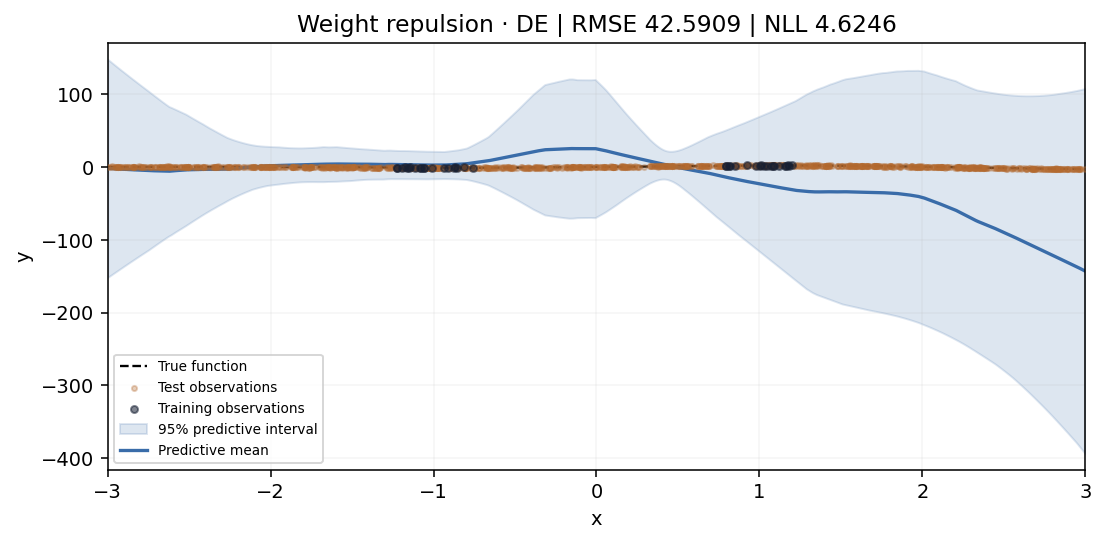 Weight repulsion · DE | RMSE 42.5909 | NLL 4.6246
y
100
0
−100
−200
−300
−400
True function
Test observations
Training observations
95% predictive interval
Predictive mean
−3 −2 −1 0 1 2 3
x